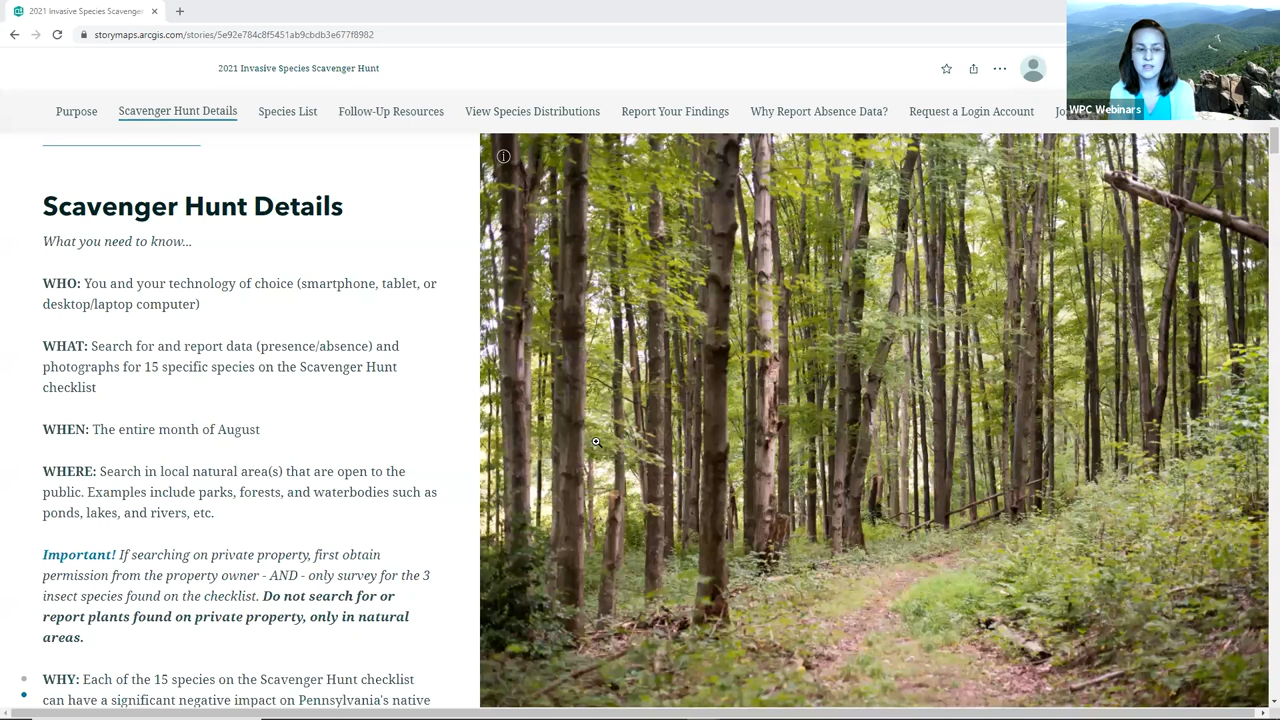 2021 Invasive Species Scavenger
storymaps.arcgis.com/stories/5e92e784c8f5451ab9cbdb3e677f8982
2021 Invasive Species Scavenger Hunt
WPC Webinars
Purpose Scavenger Hunt Details Species List Follow-Up View Species Distributions Report Your Findings Why Report Absence Data? Request a Login Account
Scavenger Hunt Details
What you need to know...
WHO: You and your technology of choice (smartphone, tablet, or
desktop/laptop computer)
WHAT: Search for and report data (presence/absence) and
photographs for 15 specific species on the Scavenger Hunt
checklist
WHEN: The entire month of August
WHERE: Search in local natural area(s) that are open to the
public. Examples include parks, forests, and waterbodies such as
ponds, lakes, and rivers, etc.
Important! If searching on private property, first obtain
permission from the property owner - AND - only survey for the 3
insect species found on the checklist. Do not search for or
report plants found on private property, only in natural
areas.
WHY: Each of the 15 species on the Scavenger Hunt checklist
can have a significant negative impact on Pennsylvania's native